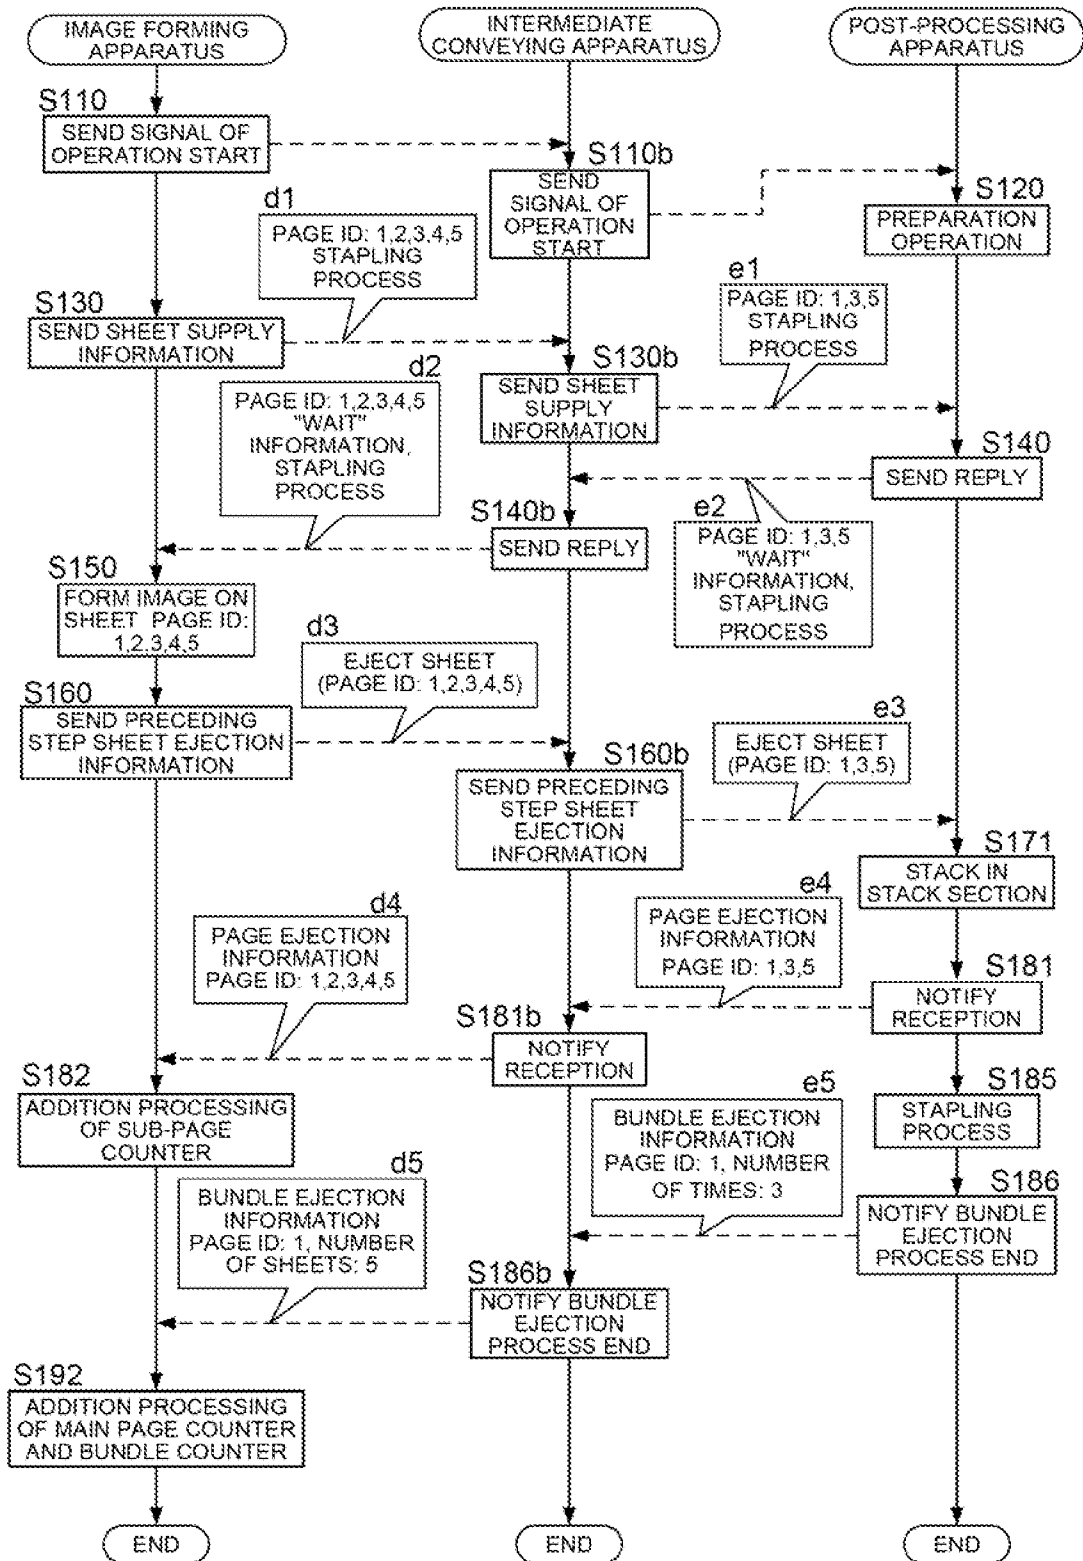 IMAGE FORMING
APPARATUS
INTERMEDIATE
CONVEYING APPARATUS
POST-PROCESSING
APPARATUS
S110
SEND SIGNAL OF
OPERATION START
S110b
SEND
SIGNAL OF
OPERATION
START
S120
PREPARATION
OPERATION
d1
PAGE ID: 1,2,3,4,5
STAPLING
PROCESS
e1
PAGE ID: 1,3,5
STAPLING
PROCESS
S130
SEND SHEET SUPPLY
INFORMATION
S130b
SEND SHEET
SUPPLY
INFORMATION
d2
PAGE ID: 1,2,3,4,5
"WAIT"
INFORMATION,
STAPLING
PROCESS
S140
SEND REPLY
S140b
SEND REPLY
e2
PAGE ID: 1,3,5
"WAIT"
INFORMATION,
STAPLING
PROCESS
S150
FORM IMAGE ON
SHEET PAGE ID:
1,2,3,4,5
d3
EJECT SHEET
(PAGE ID: 1,2,3,4,5)
S160
SEND PRECEDING
STEP SHEET EJECTION
INFORMATION
e3
EJECT SHEET
(PAGE ID: 1,3,5)
S160b
SEND PRECEDING
STEP SHEET
EJECTION
INFORMATION
S171
STACK IN
STACK SECTION
d4
PAGE EJECTION
INFORMATION
PAGE ID: 1,2,3,4,5
e4
PAGE EJECTION
INFORMATION
PAGE ID: 1,3,5
S181
NOTIFY
RECEPTION
S181b
NOTIFY
RECEPTION
S182
ADDITION PROCESSING
OF SUB-PAGE
COUNTER
e5
BUNDLE EJECTION
INFORMATION
PAGE ID: 1, NUMBER
OF TIMES: 3
S185
STAPLING
PROCESS
d5
BUNDLE EJECTION
INFORMATION
PAGE ID: 1, NUMBER
OF SHEETS: 5
S186
NOTIFY BUNDLE
EJECTION
PROCESS END
S186b
NOTIFY BUNDLE
EJECTION
PROCESS END
S192
ADDITION PROCESSING
OF MAIN PAGE COUNTER
AND BUNDLE COUNTER
END
END
END